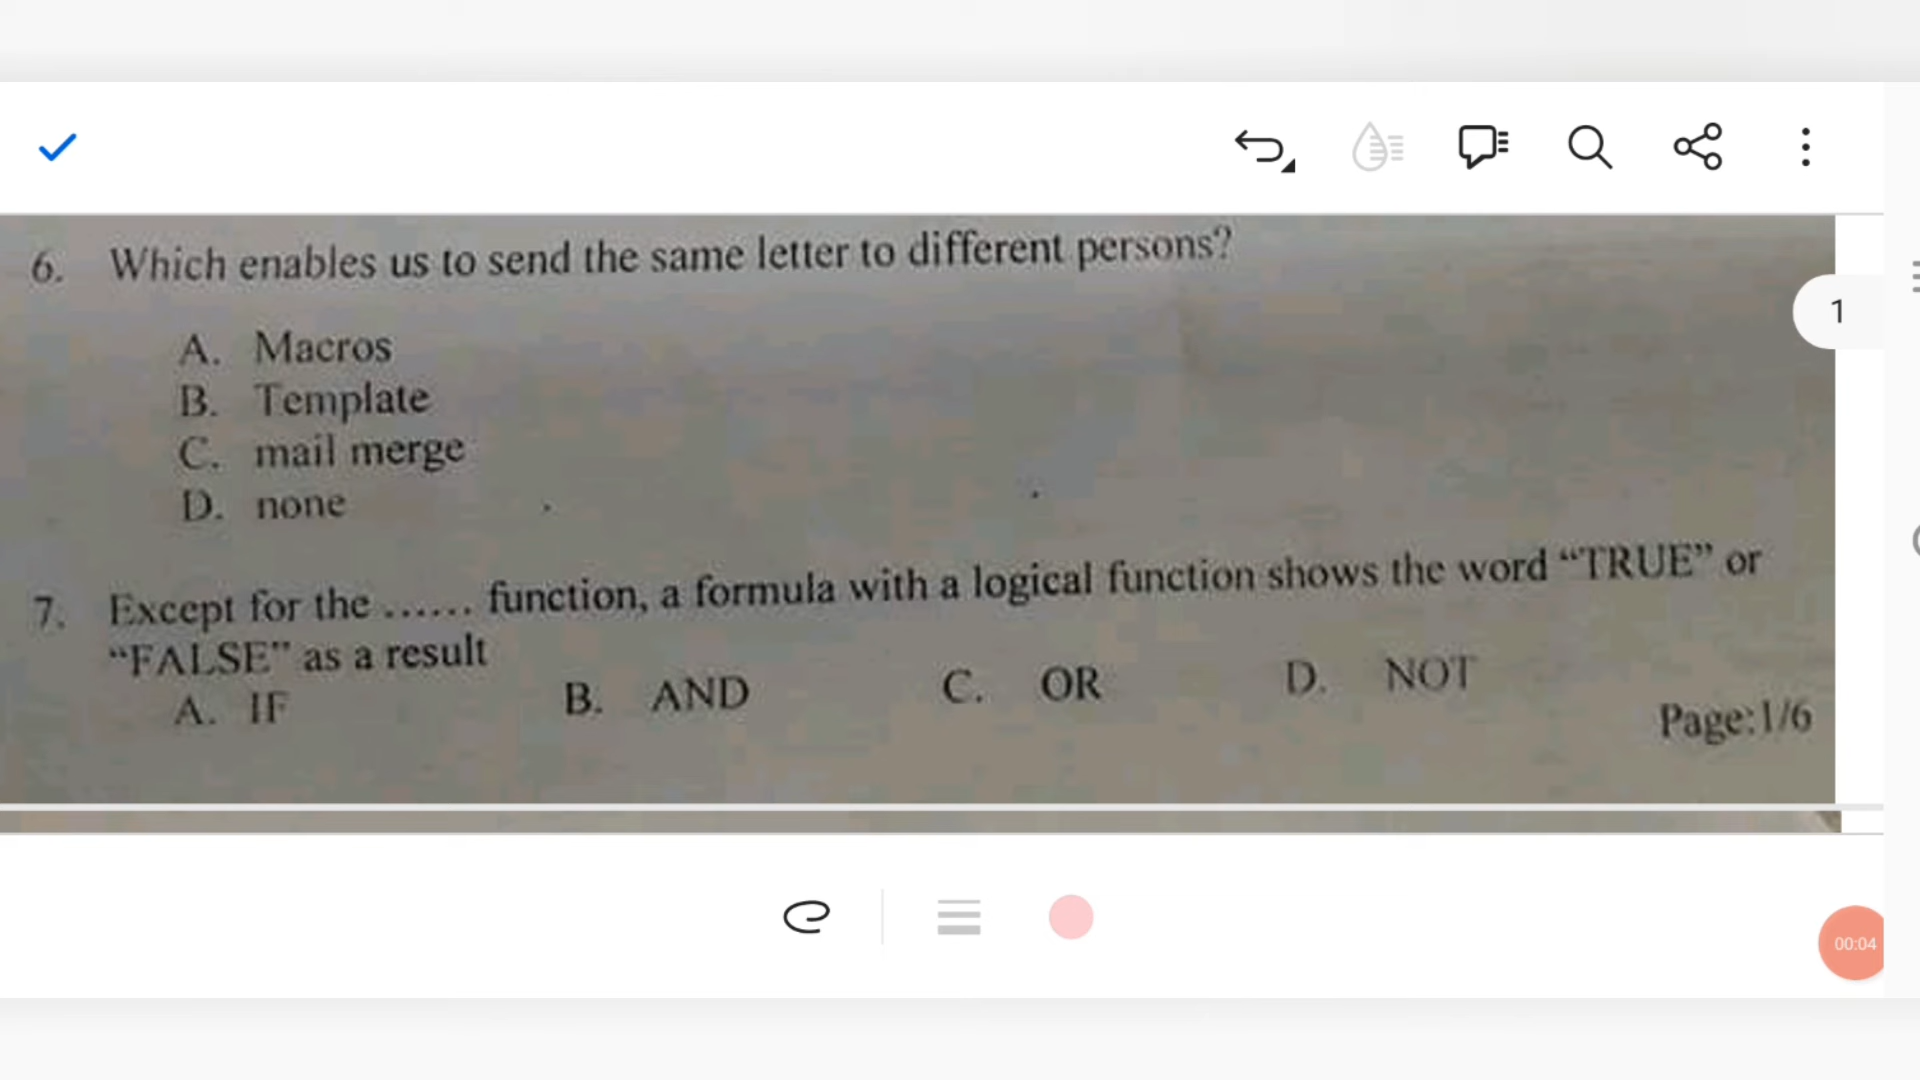 1
6. Which enables us to send the same letter to different persons?
A. Macros
B. Template
C. mail merge
D. none
7. Except for the ...... function, a formula with a logical function shows the word “TRUE” or
“FALSE” as a result
A. IF B. AND C. OR D. NOT
Page:1/6
00:04